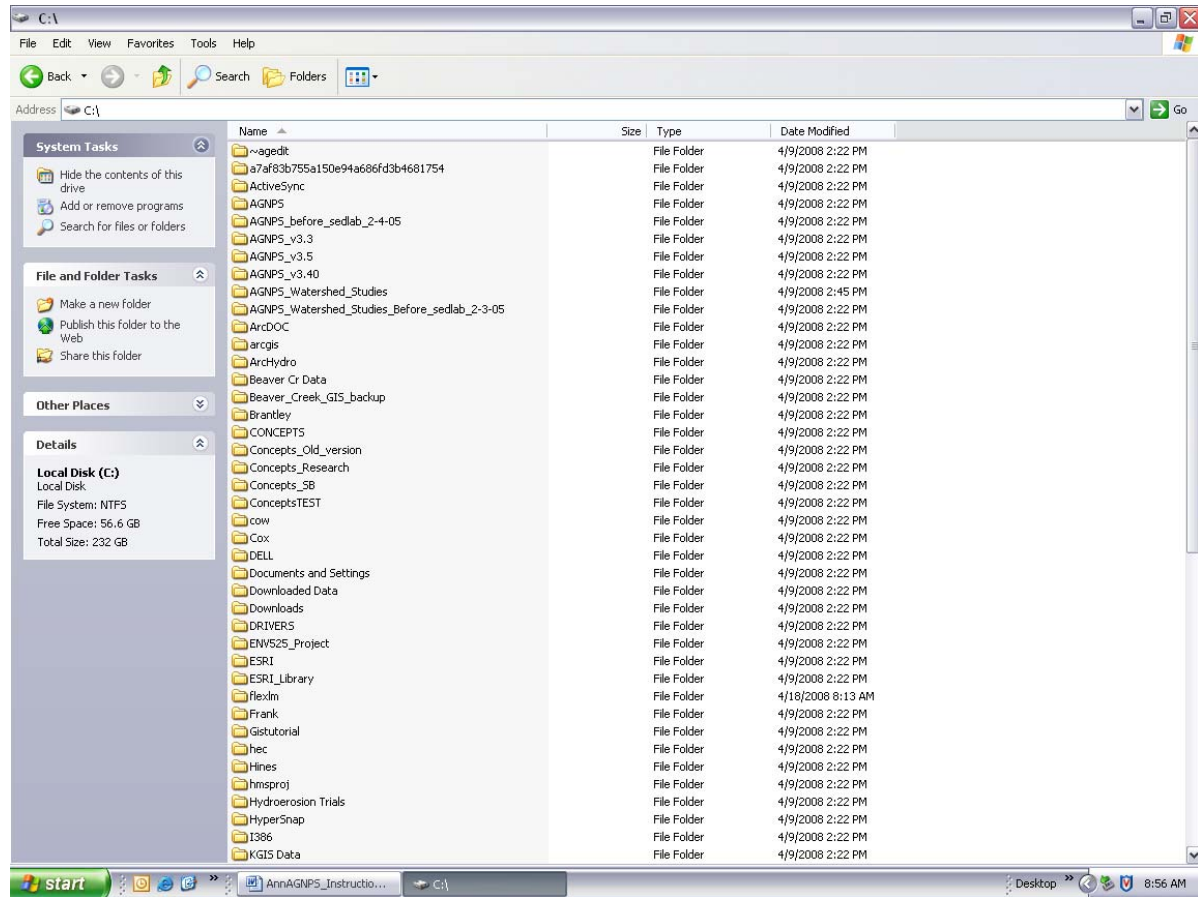 C:\
File Edit View Favorites Tools Help
Back Search Folders
Address C:\ Go
System Tasks
Hide the contents of this
drive
Add or remove programs
Search for files or folders
File and Folder Tasks
Make a new folder
Publish this folder to the
Web
Share this folder
Other Places
Details
Local Disk (C:)
Local Disk
File System: NTFS
Free Space: 56.6 GB
Total Size: 232 GB
Name Size Type Date Modified
~agedit File Folder 4/9/2008 2:22 PM
a7af83b755a150e94a686fd3b4681754 File Folder 4/9/2008 2:22 PM
ActiveSync File Folder 4/9/2008 2:22 PM
AGNPS File Folder 4/9/2008 2:22 PM
AGNPS_before_sedlab_2-4-05 File Folder 4/9/2008 2:22 PM
AGNPS_v3.3 File Folder 4/9/2008 2:22 PM
AGNPS_v3.5 File Folder 4/9/2008 2:22 PM
AGNPS_v3.40 File Folder 4/9/2008 2:22 PM
AGNPS_Watershed_Studies File Folder 4/9/2008 2:45 PM
AGNPS_Watershed_Studies_Before_sedlab_2-3-05 File Folder 4/9/2008 2:22 PM
ArcDOC File Folder 4/9/2008 2:22 PM
arcgis File Folder 4/9/2008 2:22 PM
ArcHydro File Folder 4/9/2008 2:22 PM
Beaver Cr Data File Folder 4/9/2008 2:22 PM
Beaver_Creek_GIS_backup File Folder 4/9/2008 2:22 PM
Brantley File Folder 4/9/2008 2:22 PM
CONCEPTS File Folder 4/9/2008 2:22 PM
Concepts_Old_version File Folder 4/9/2008 2:22 PM
Concepts_Research File Folder 4/9/2008 2:22 PM
Concepts_SB File Folder 4/9/2008 2:22 PM
ConceptsTEST File Folder 4/9/2008 2:22 PM
cow File Folder 4/9/2008 2:22 PM
Cox File Folder 4/9/2008 2:22 PM
DELL File Folder 4/9/2008 2:22 PM
Documents and Settings File Folder 4/9/2008 2:22 PM
Downloaded Data File Folder 4/9/2008 2:22 PM
Downloads File Folder 4/9/2008 2:22 PM
DRIVERS File Folder 4/9/2008 2:22 PM
ENV525_Project File Folder 4/9/2008 2:22 PM
ESRI File Folder 4/9/2008 2:22 PM
ESRI_Library File Folder 4/9/2008 2:22 PM
flexlm File Folder 4/18/2008 8:13 AM
Frank File Folder 4/9/2008 2:22 PM
Gistutorial File Folder 4/9/2008 2:22 PM
hec File Folder 4/9/2008 2:22 PM
Hines File Folder 4/9/2008 2:22 PM
hmsproj File Folder 4/9/2008 2:22 PM
Hydroerosion Trials File Folder 4/9/2008 2:22 PM
HyperSnap File Folder 4/9/2008 2:22 PM
I386 File Folder 4/9/2008 2:22 PM
KGIS Data File Folder 4/9/2008 2:22 PM
start » AnnAGNPS_Instructio... C:\ Desktop » 8:56 AM